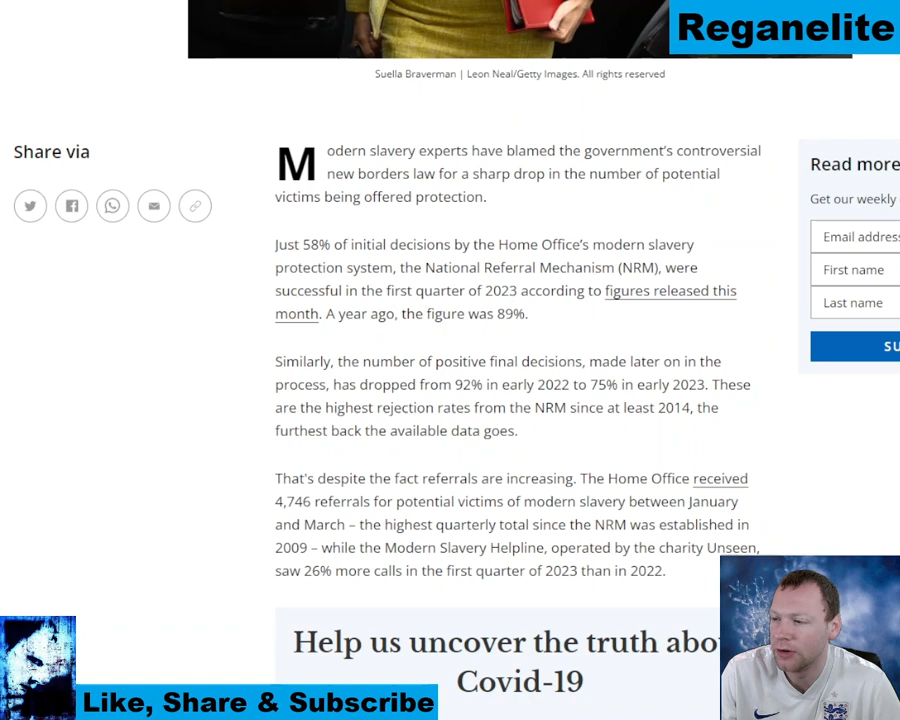 Reganelite
Suella Braverman | Leon Neal/Getty Images. All rights reserved
Share via
Modern slavery experts have blamed the government's controversial
new borders law for a sharp drop in the number of potential
victims being offered protection.
Just 58% of initial decisions by the Home Office's modern slavery
protection system, the National Referral Mechanism (NRM), were
successful in the first quarter of 2023 according to figures released this
month. A year ago, the figure was 89%.
Similarly, the number of positive final decisions, made later on in the
process, has dropped from 92% in early 2022 to 75% in early 2023. These
are the highest rejection rates from the NRM since at least 2014, the
furthest back the available data goes.
That's despite the fact referrals are increasing. The Home Office received
4,746 referrals for potential victims of modern slavery between January
and March – the highest quarterly total since the NRM was established in
2009 – while the Modern Slavery Helpline, operated by the charity Unseen,
saw 26% more calls in the first quarter of 2023 than in 2022.
Help us uncover the truth abo
Covid-19
Read more
Get our weekly
Email address
First name
Last name
SU
Like, Share & Subscribe